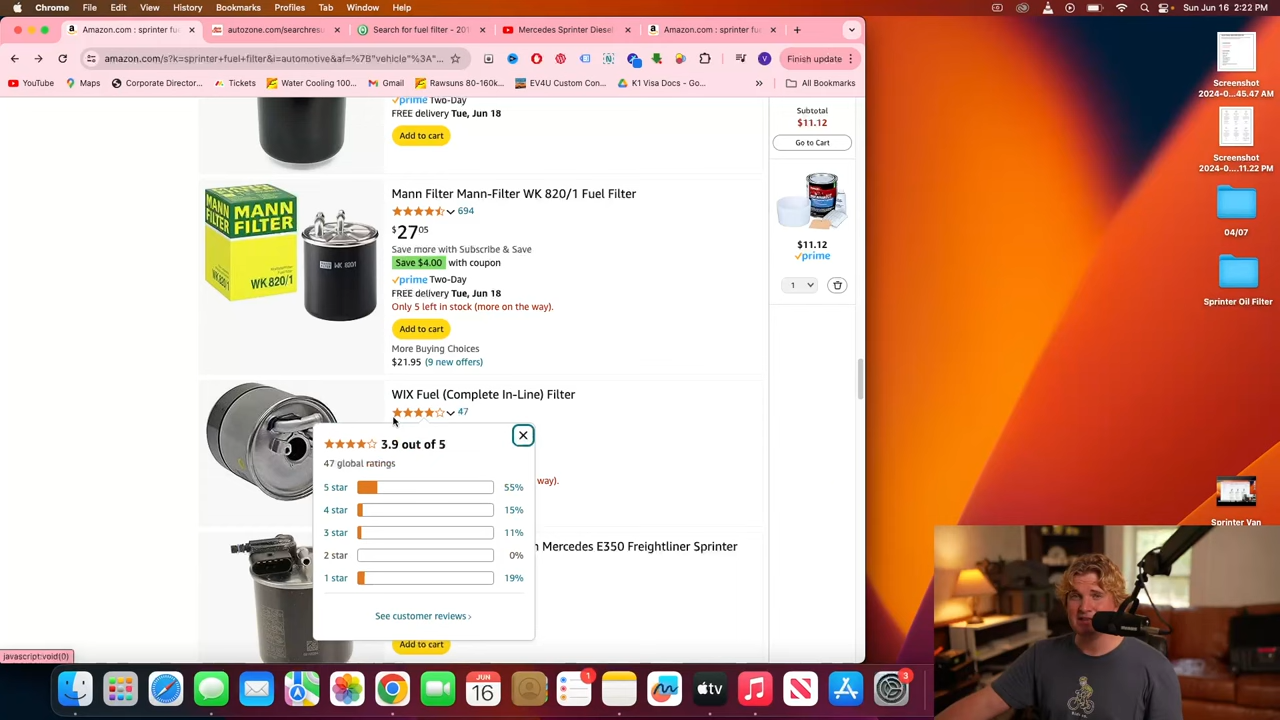 Chrome File Edit View History Bookmarks Profiles Tab Window Help Sun Jun 16 2:22 PM
Amazon.com : sprinter fu autozone.com/searchresu Search for fuel filter - 201 Mercedes Sprinter Diesel Amazon.com : sprinter fue
amazon.com/s?k=sprinter+fuel+filter&i=automotive&af=%7B"vehicle"%3A"... Finish update
YouTube Maps Corporate Director... Tickets Water Cooling 100... Gmail Rawsuns 80-160k... EV4U Custom Con... K1 Visa Docs - Go... » All Bookmarks
prime Two-Day
FREE delivery Tue, Jun 18
Add to cart
Mann Filter Mann-Filter WK 820/1 Fuel Filter
694
$27 05
Save more with Subscribe & Save
Save $4.00 with coupon
prime Two-Day
FREE delivery Tue, Jun 18
Only 5 left in stock (more on the way).
Add to cart
More Buying Choices
$21.95 (9 new offers)
MANN FILTER
WK 820/1
WK 820/1
WIX Fuel (Complete In-Line) Filter
47
3.9 out of 5
47 global ratings
5 star 55%
4 star 15%
3 star 11%
2 star 0%
1 star 19%
See customer reviews ›
way).
Mercedes E350 Freightliner Sprinter
Add to cart
Subtotal
$11.12
Go to Cart
$11.12
prime
1
javascript:void(0)
Screenshot
2024-0...45.47 AM
Screenshot
2024-0....11.22 PM
04/07
Sprinter Oil Filter
Sprinter Van
JUN
16
1
tv
3